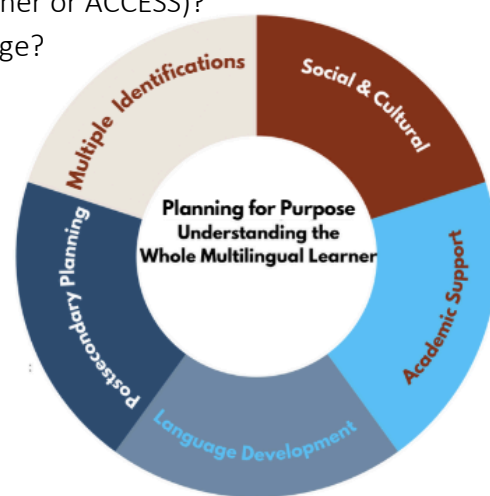 ner or ACCESS)?
ge?
Multiple Identifications
Social & Cultural
Planning for Purpose
Understanding the
Whole Multilingual Learner
Postsecondary Planning
Academic Support
Language Development